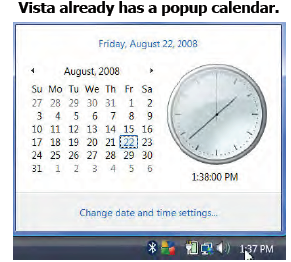 Vista already has a popup calendar.
Friday, August 22, 2008
August, 2008
Su Mo Tu We Th Fr Sa
27 28 29 30 31 1 2
3 4 5 6 7 8 9
10 11 12 13 14 15 16
17 18 19 20 21 22 23
24 25 26 27 28 29 30
31 1 2 3 4 5 6
1:38:00 PM
Change date and time settings...
1:37 PM